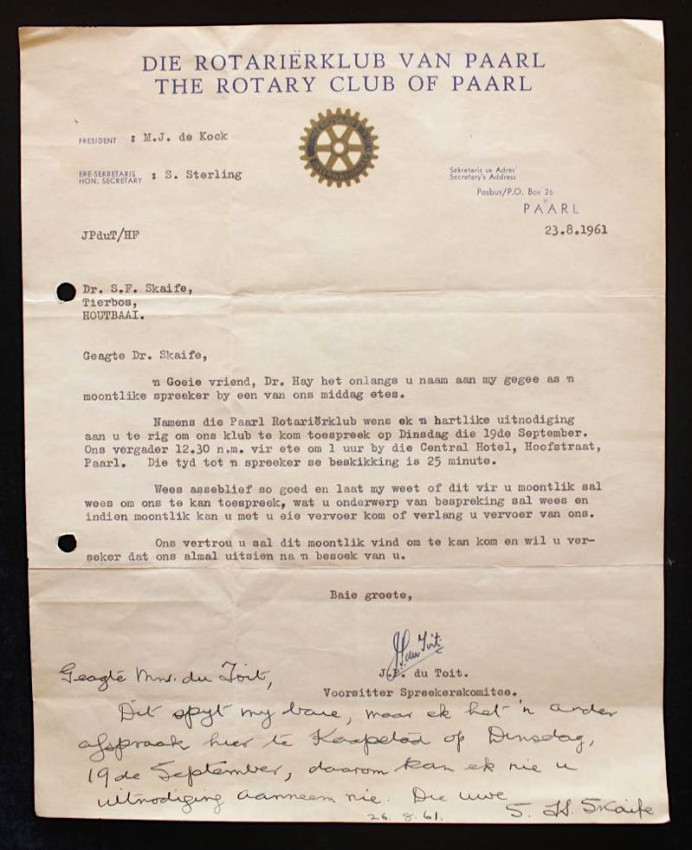 DIE ROTARIËRKLUB VAN PAARL
THE ROTARY CLUB OF PAARL
PRESIDENT : M.J. de Kock
ERE-SEKRETARIS
HON. SECRETARY : S. Sterling
Sekretaris se Adres
Secretary's Address
Posbus/P.O. Box 26
PAARL
23.8.1961
JPduT/HF
Dr. S.F. Skaife,
Tierbos,
HOUTBAAI.
Geagte Dr. Skaife,
'n Goeie vriend, Dr. Hay het onlangs u naam aan my gegee as 'n
moontlike spreeker by een van ons middag etes.
Namens die Paarl Rotariërklub wens ek 'n hartlike uitnodiging
aan u te rig om ons klub te kom toespreek op Dinsdag die 19de September.
Ons vergader 12.30 n.m. vir ete om 1 uur by die Central Hotel, Hoofstraat,
Paarl. Die tyd tot 'n spreeker se beskikking is 25 minute.
Wees asseblief so goed en laat my weet of dit vir u moontlik sal
wees om ons te kan toespreek, wat u onderwerp van bespreking sal wees en
indien moontlik kan u met u eie vervoer kom of verlang u vervoer van ons.
Ons vertrou u sal dit moontlik vind om te kan kom en wil u ver-
seker dat ons almal uitsien na 'n besoek van u.
Baie groete,
J.P. du Toit.
Voorsitter Spreekerskomitee.
Geagte Mnr. du Toit,
Dit spyt my baie, maar ek het 'n ander
afspraak hier te Kaapstad op Dinsdag,
19de September, daarom kan ek nie u
uitnodiging aanneem nie. Die uwe
S. H. Skaife
26.8.61.